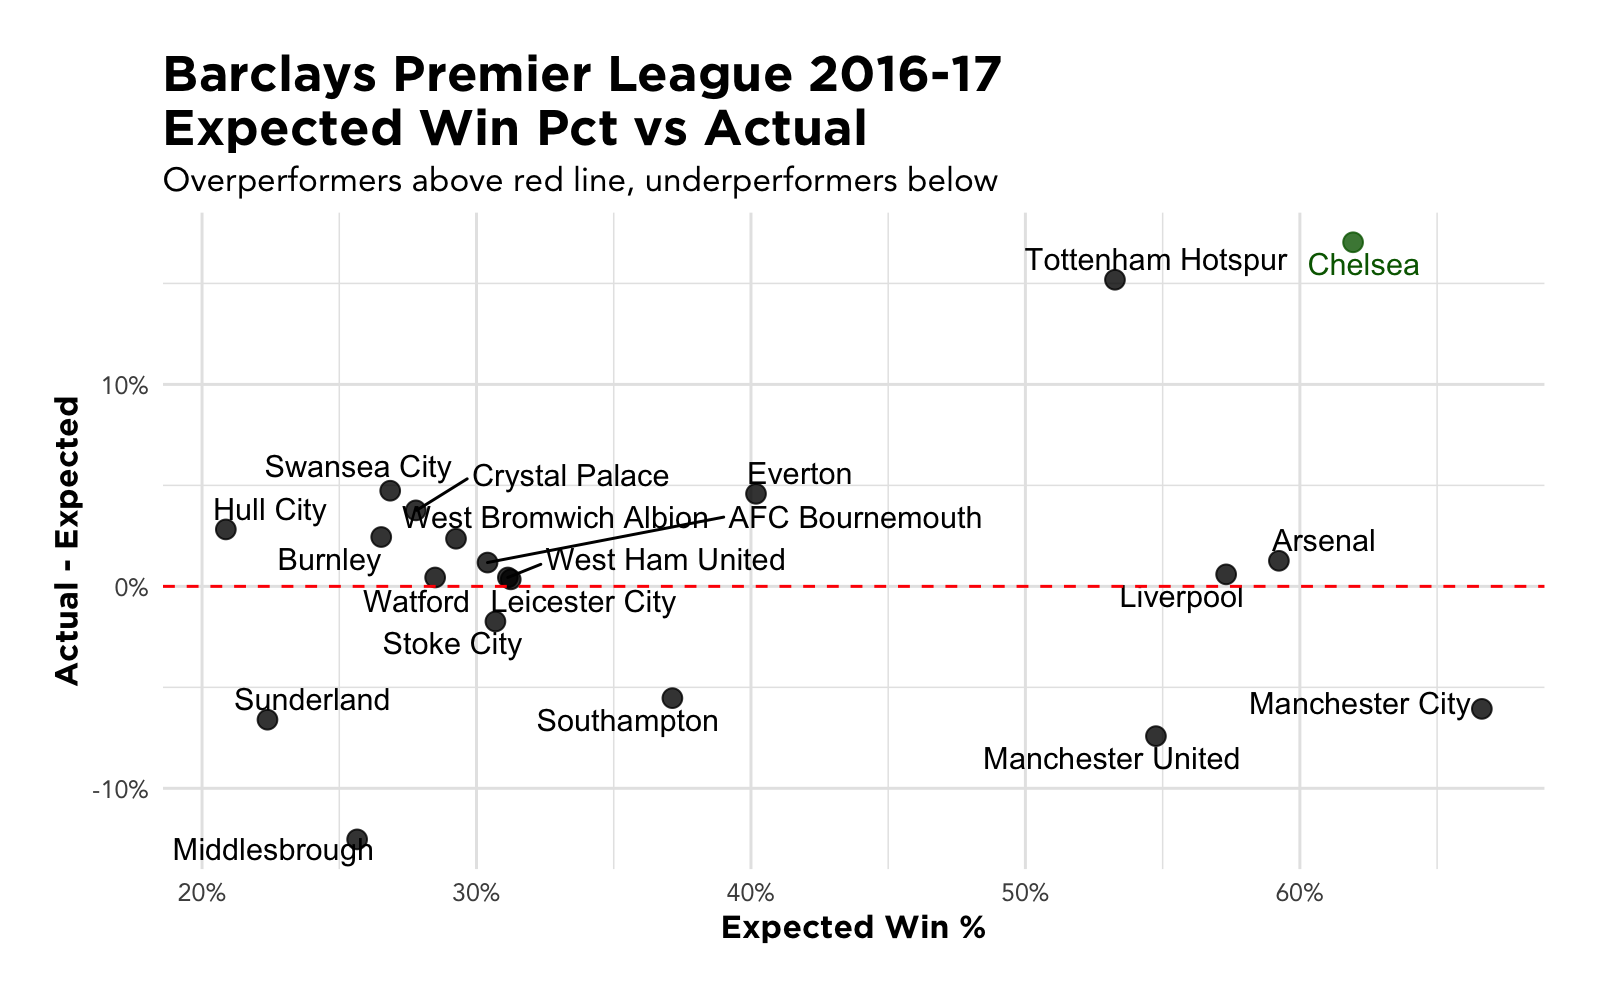 Barclays Premier League 2016-17
Expected Win Pct vs Actual
Overperformers above red line, underperformers below
Tottenham Hotspur
Chelsea
10%
Actual - Expected
Swansea City
Crystal Palace
Everton
Hull City
West Bromwich Albion
AFC Bournemouth
Burnley
West Ham United
Arsenal
0%
Watford
Leicester City
Liverpool
Stoke City
Sunderland
Southampton
Manchester City
Manchester United
-10%
Middlesbrough
20%
30%
40%
50%
60%
Expected Win %